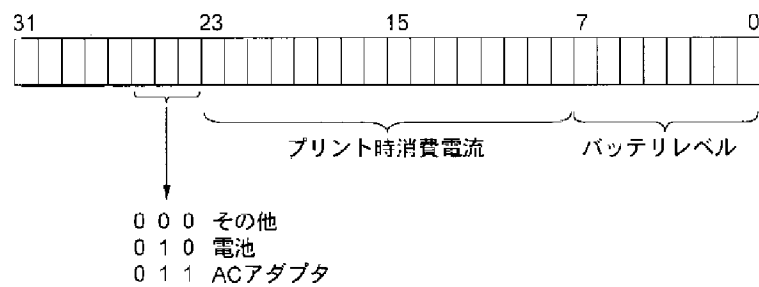 31 23 15 7 0
プリント時消費電流 バッテリレベル
0 0 0 その他
0 1 0 電池
0 1 1 ACアダプタ